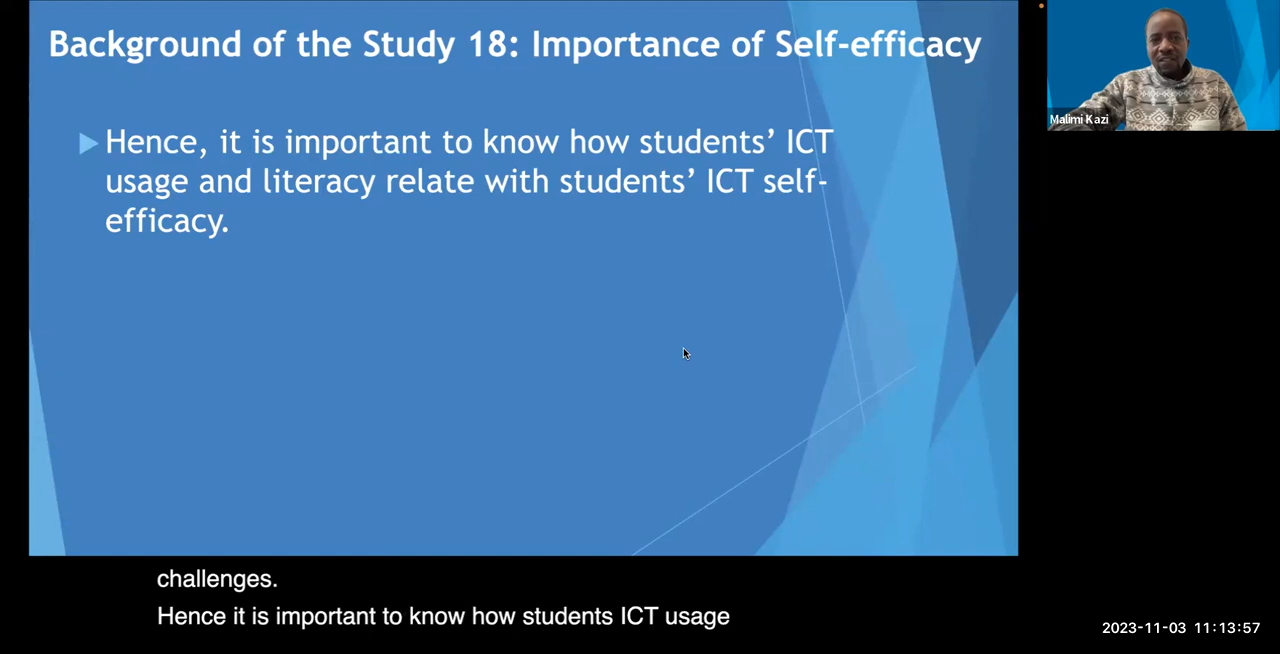 Background of the Study 18: Importance of Self-efficacy
Hence, it is important to know how students’ ICT
usage and literacy relate with students’ ICT self-
efficacy.
Malimi Kazi
challenges.
Hence it is important to know how students ICT usage
2023-11-03 11:13:57